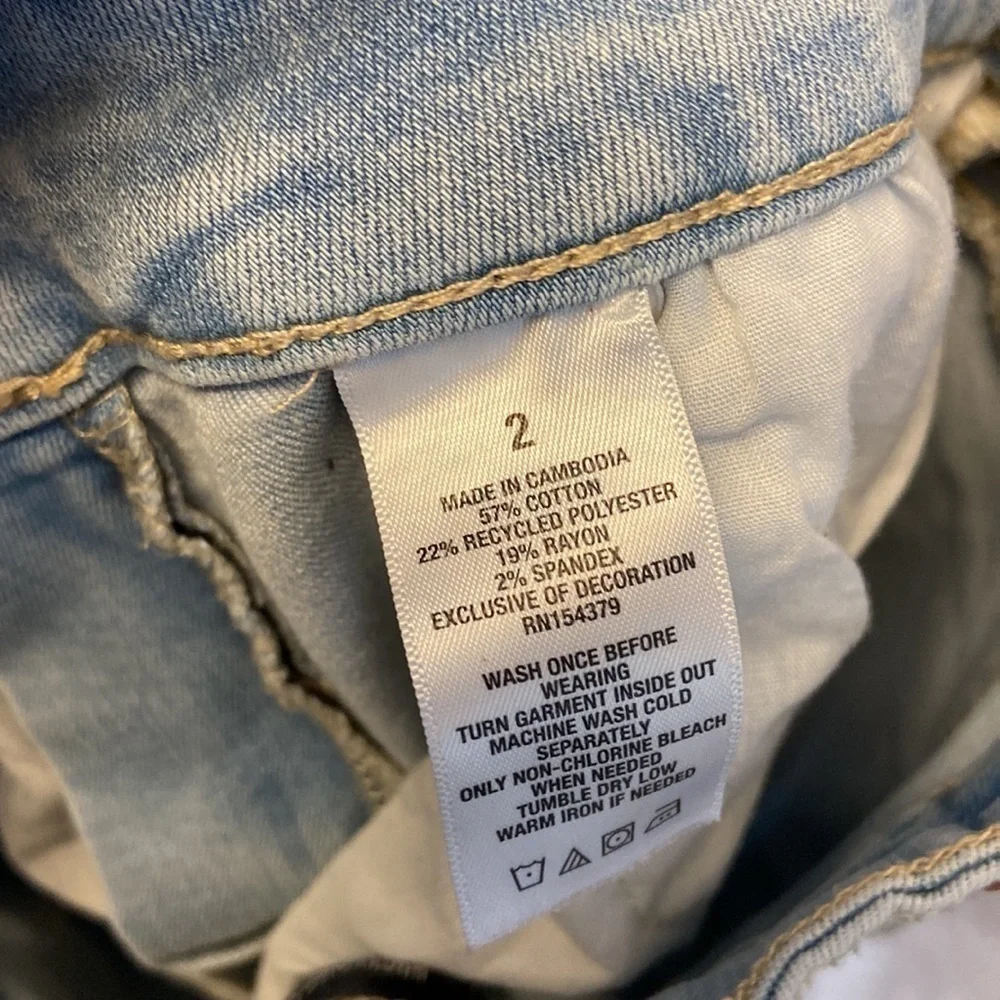 2
MADE IN CAMBODIA
57% COTTON
22% RECYCLED POLYESTER
19% RAYON
2% SPANDEX
EXCLUSIVE OF DECORATION
RN154379
WASH ONCE BEFORE
WEARING
TURN GARMENT INSIDE OUT
MACHINE WASH COLD
SEPARATELY
ONLY NON-CHLORINE BLEACH
WHEN NEEDED
TUMBLE DRY LOW
WARM IRON IF NEEDED